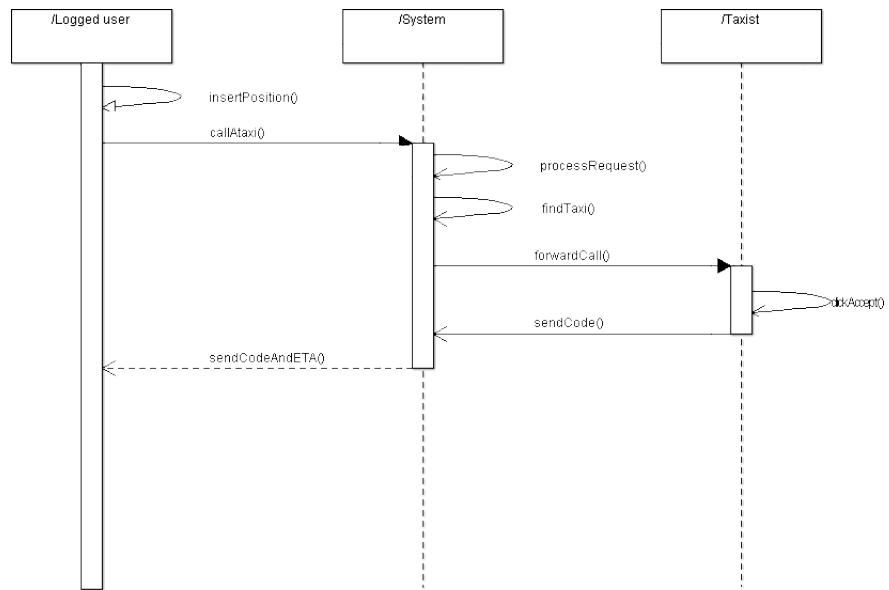 /Logged user
/System
/Taxist
insertPosition()
callAtaxi()
processRequest()
findTaxi()
forwardCall()
clickAccept()
sendCode()
sendCodeAndETA()